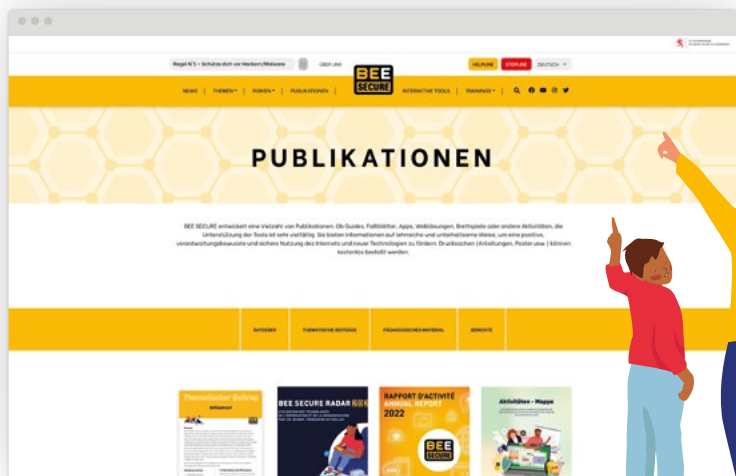 Regel N°5 – Schütze dich vor Hackern/Malware
ÜBER UNS
BEE
SECURE
HELPLINE
STOPLINE
DEUTSCH
NEWS | THEMEN | RISIKEN | PUBLIKATIONEN |
INTERAKTIVE TOOLS | TRAININGS |
PUBLIKATIONEN
BEE SECURE entwickelt eine Vielzahl von Publikationen. Ob Guides, Faltblätter, Apps, Weblösungen, Brettspiele oder andere Aktivitäten, die
Unterstützung der Tools ist sehr vielfältig. Sie bieten Informationen auf lehrreiche und unterhaltsame Weise, um eine positive,
verantwortungsbewusste und sichere Nutzung des Internets und neuer Technologien zu fördern. Drucksachen (Anleitungen, Poster usw.) können
kostenlos bestellt werden.
RATGEBER
THEMATISCHE BEITRÄGE
PÄDAGOGISCHES MATERIAL
BERICHTE
Thematischer Beitrag
Influencer
BEE SECURE RADAR
RAPPORT D'ACTIVITÉ
ANNUAL REPORT
2022
BEE
SECURE
Aktivitäten - Mappe